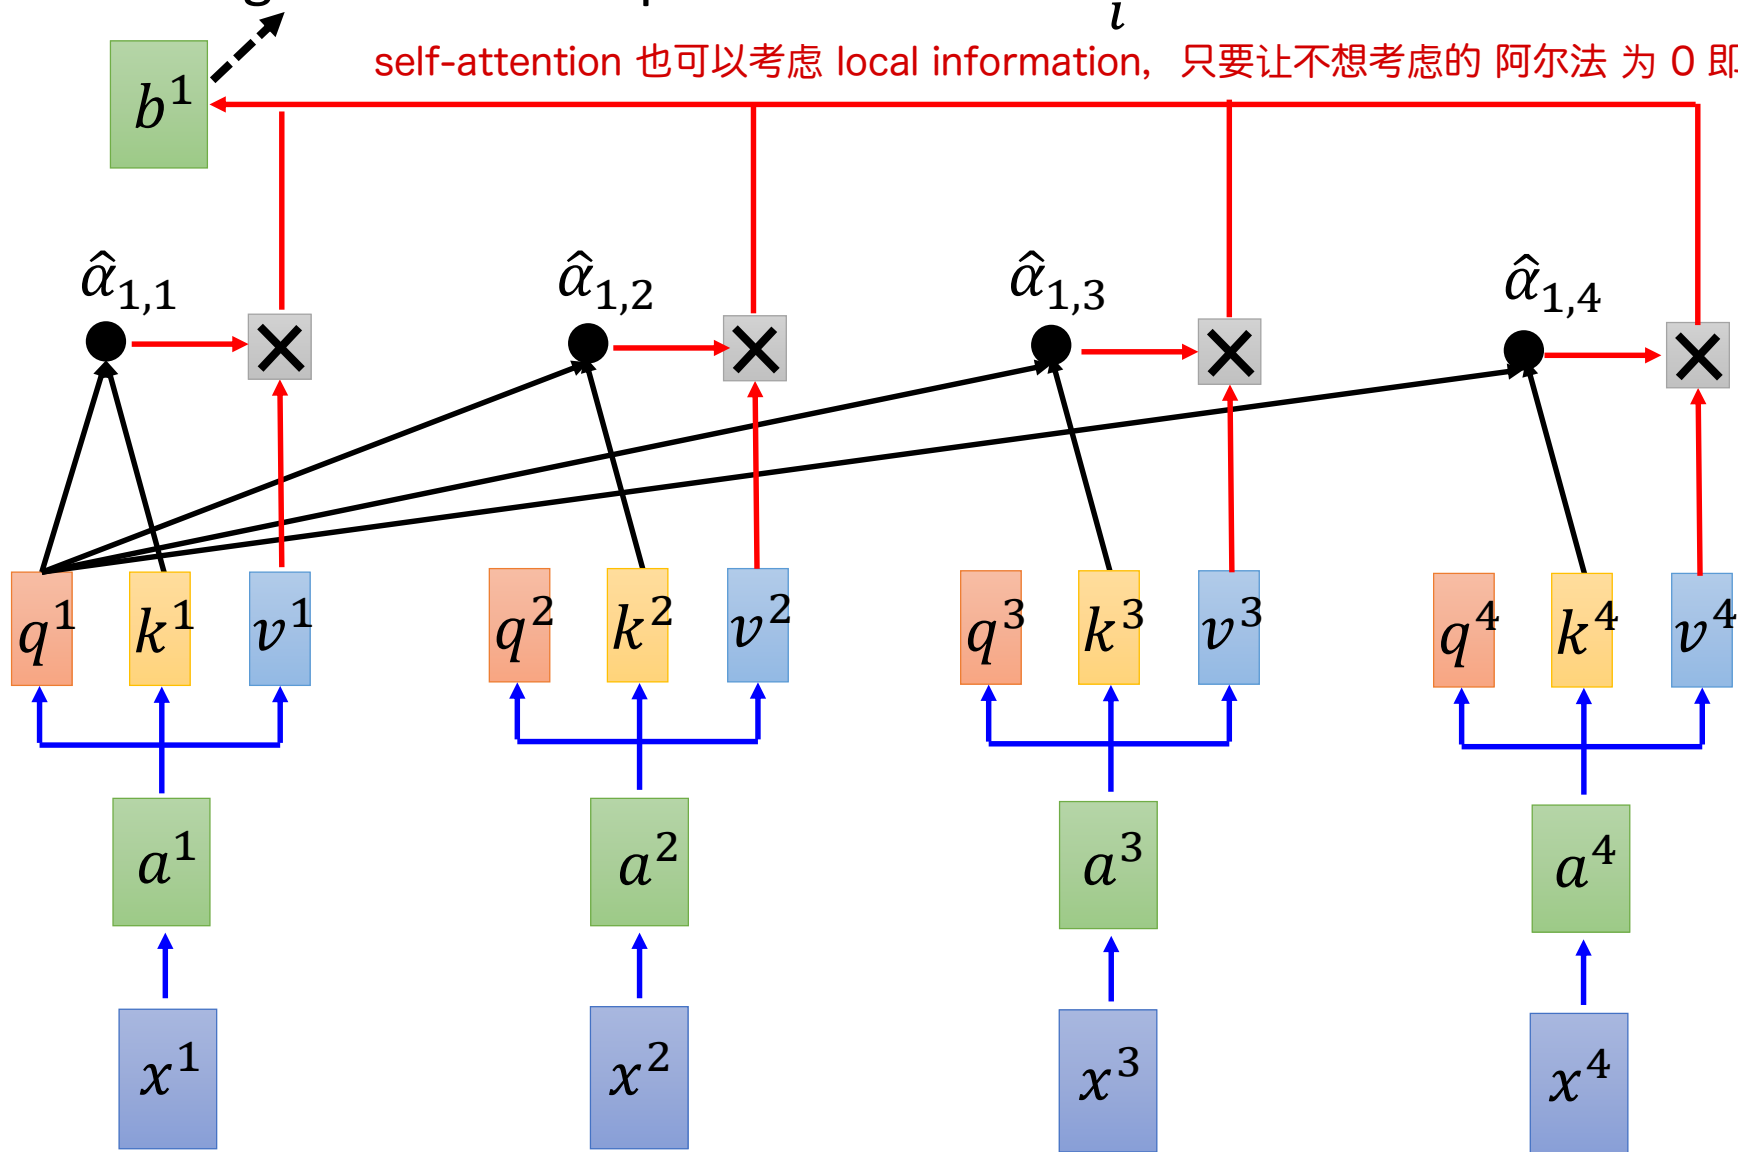 i
self-attention 也可以考虑 local information, 只要让不想考虑的 阿尔法 为 0 即
b¹
α̂₁,₁ α̂₁,₂ α̂₁,₃ α̂₁,₄
q¹ k¹ v¹ q² k² v² q³ k³ v³ q⁴ k⁴ v⁴
a¹ a² a³ a⁴
x¹ x² x³ x⁴